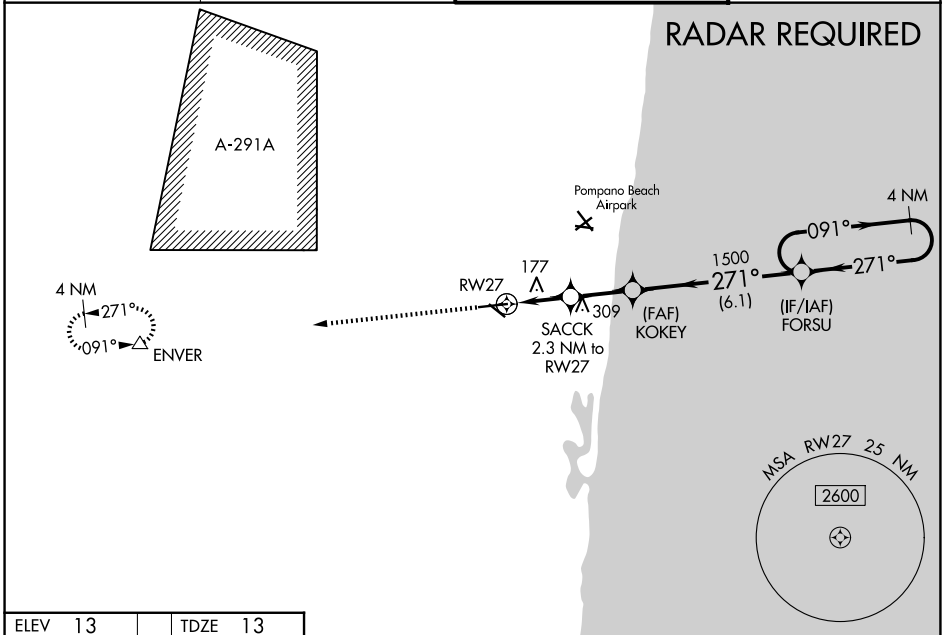 RADAR REQUIRED
A-291A
Pompano Beach
Airpark
4 NM
091°
271°
1500
271°
(6.1)
(IF/IAF)
FORSU
(FAF)
KOKEY
177
RW27
309
SACCK
2.3 NM to
RW27
4 NM
271°
091°
ENVER
MSA RW27 25 NM
2600
ELEV 13
TDZE 13